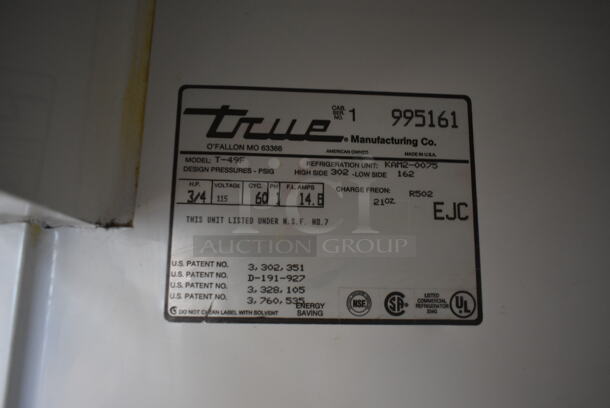 true
CAB. SER. NO. 1 995161
® Manufacturing Co.
O'FALLON MO 63366 AMERICAN OWNED MADE IN U.S.A.
MODEL: T-49F REFRIGERATION UNIT: KAM2-0075
DESIGN PRESSURES - PSIG HIGH SIDE 302 -LOW SIDE 162
H.P. VOLTAGE CYC. PH F.L. AMPS CHARGE FREON: R502
3/4 115 60 1 14.8 21OZ.
EJC
THIS UNIT LISTED UNDER N.S.F. NO.7
AUCTION GROUP
U.S. PATENT NO. 3,302,351
U.S. PATENT NO. D-191-927
U.S. PATENT NO. 3,328,105
U.S. PATENT NO. 3,760,535
ENERGY SAVING
DO NOT CLEAN LABEL WITH SOLVENT
NSF
SA
LISTED COMMERCIAL REFRIGERATOR
UL